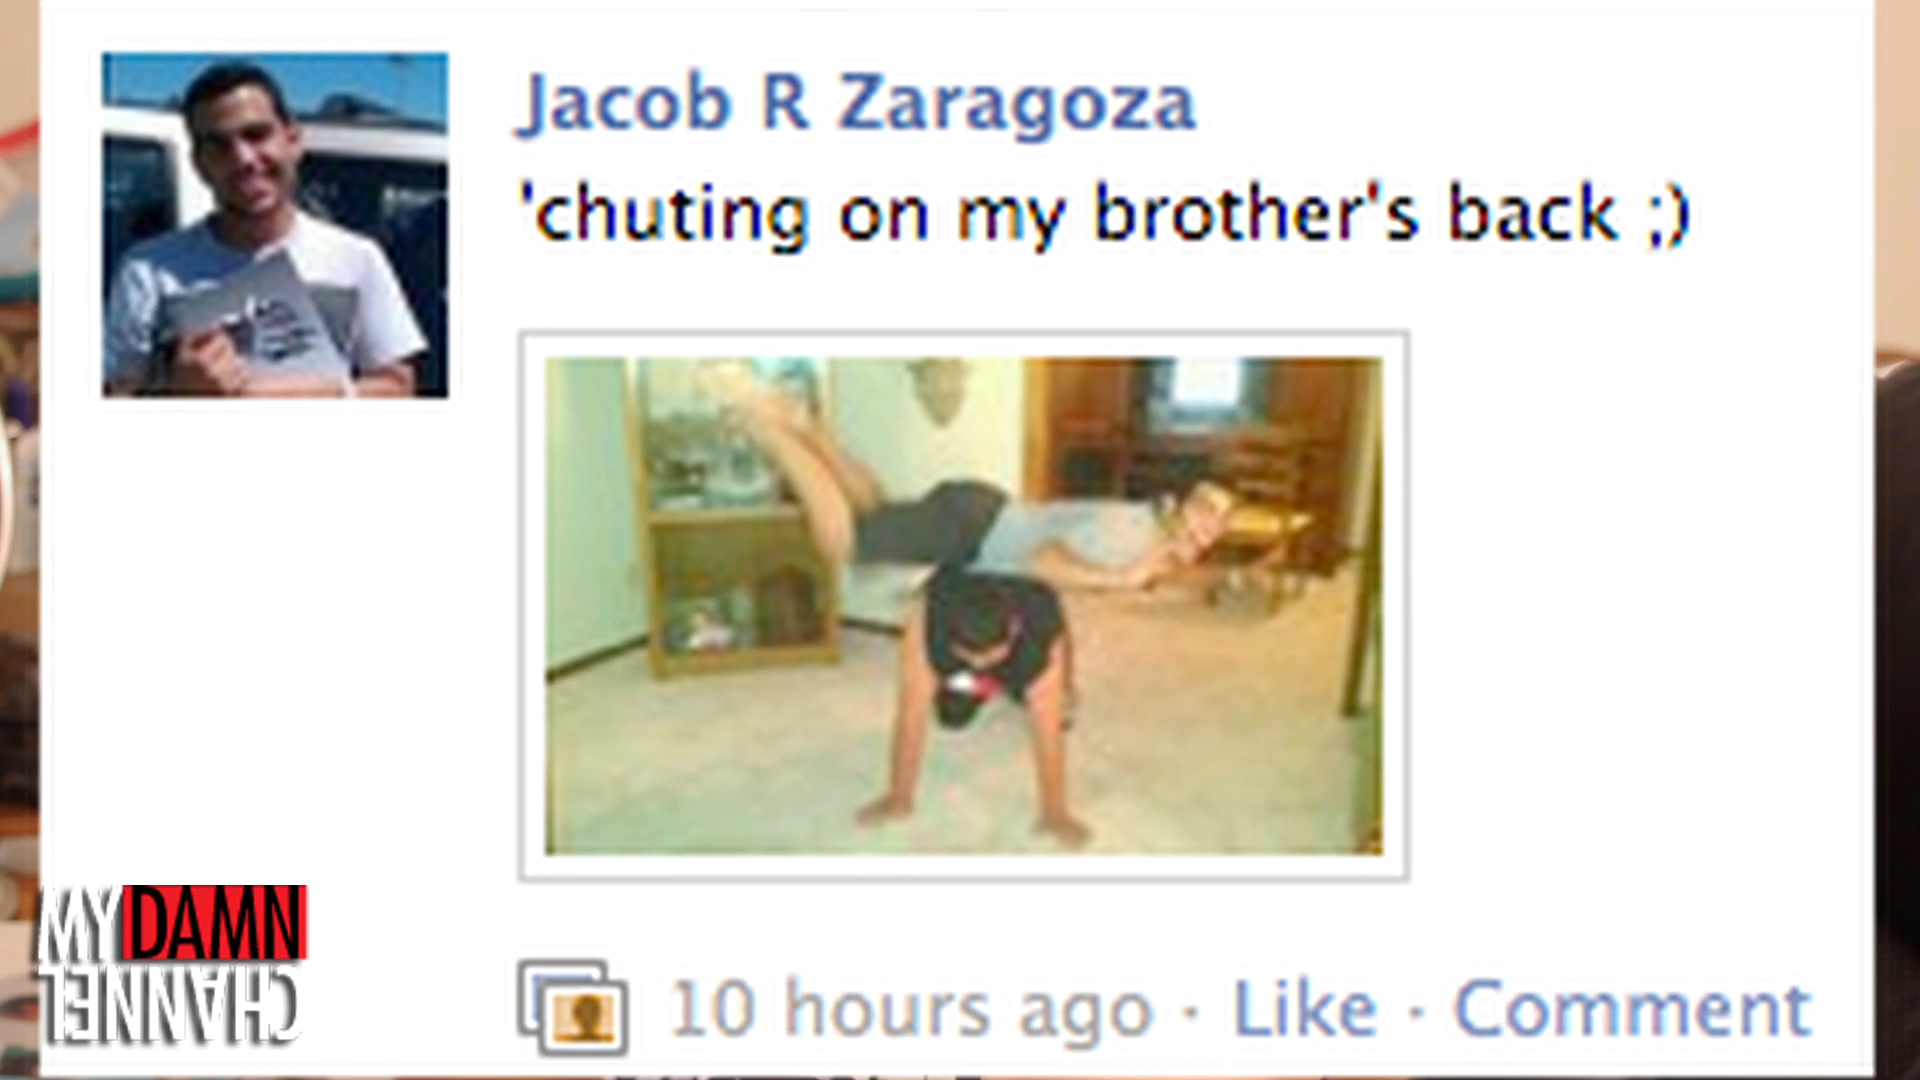 Jacob R Zaragoza
'chuting on my brother's back ;)
10 hours ago · Like · Comment
MY DAMN
CHANNEL